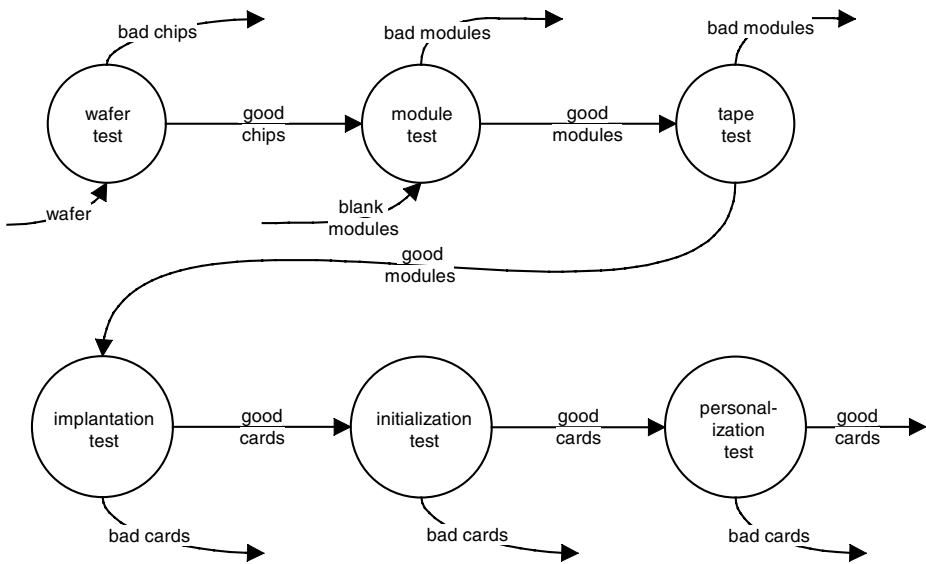 bad chips
bad modules
bad modules
wafer
test
good
chips
module
test
good
modules
tape
test
wafer
blank
modules
good
modules
implantation
test
good
cards
initialization
test
good
cards
personal-
ization
test
good
cards
bad cards
bad cards
bad cards